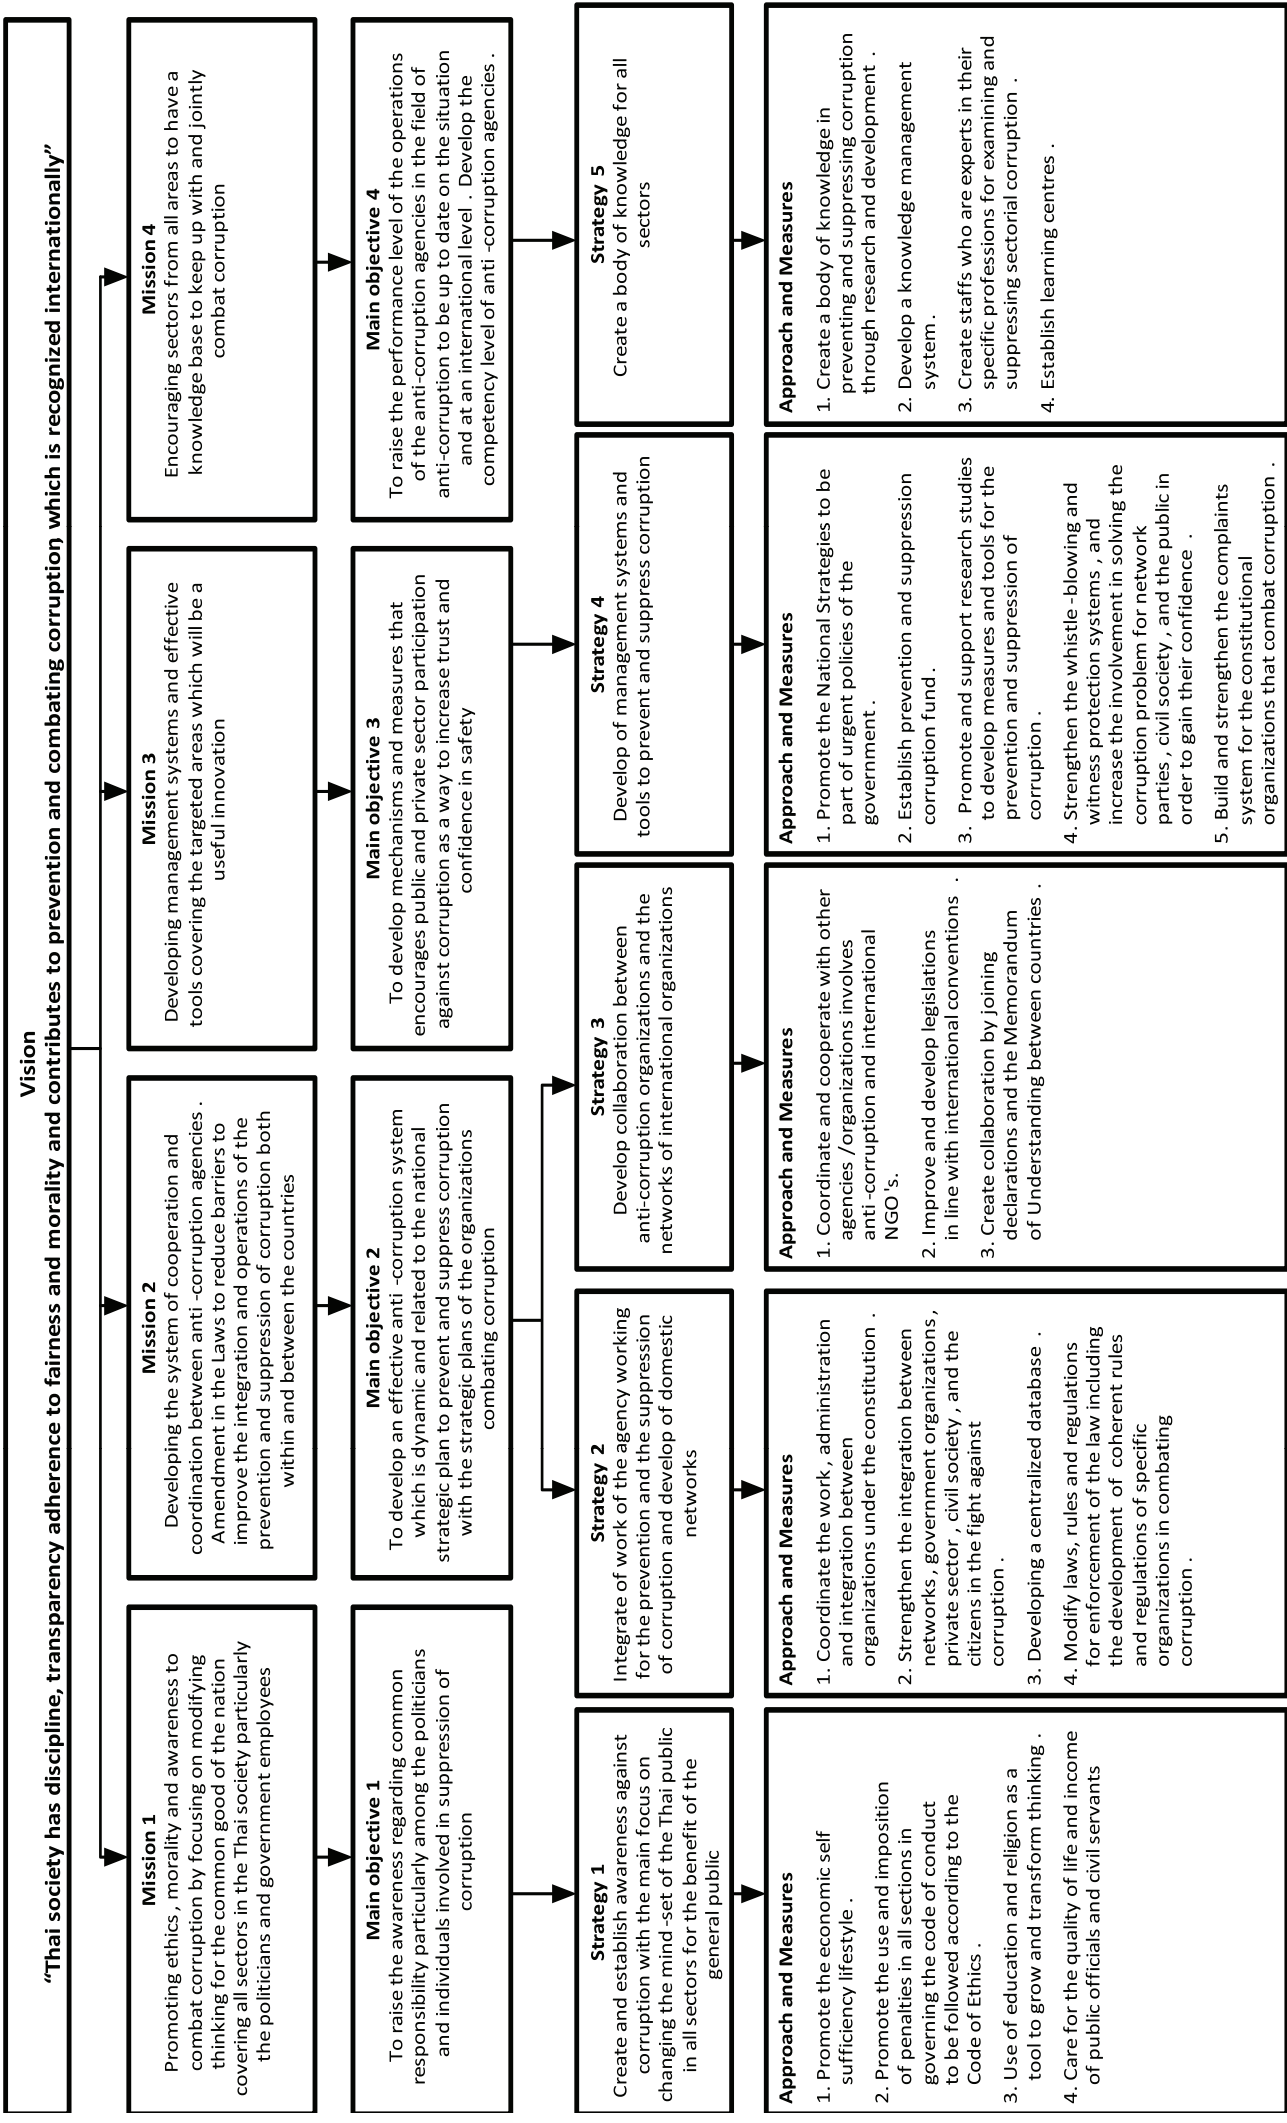 Vision
“Thai society has discipline, transparency adherence to fairness and morality and contributes to prevention and combating corruption, which is recognized internationally”
Mission 1
Promoting ethics , morality and awareness to
combat corruption by focusing on modifying
thinking for the common good of the nation
covering all sectors in the Thai society particularly
the politicians and government employees
Mission 2
Developing the system of cooperation and
coordination between anti -corruption agencies .
Amendment in the Laws to reduce barriers to
improve the integration and operations of the
prevention and suppression of corruption both
within and between the countries
Mission 3
Developing management systems and effective
tools covering the targeted areas which will be a
useful innovation
Mission 4
Encouraging sectors from all areas to have a
knowledge base to keep up with and jointly
combat corruption
Main objective 1
To raise the awareness regarding common
responsibility particularly among the politicians
and individuals involved in suppression of
corruption
Main objective 2
To develop an effective anti -corruption system
which is dynamic and related to the national
strategic plan to prevent and suppress corruption
with the strategic plans of the organizations
combating corruption
Main objective 3
To develop mechanisms and measures that
encourages public and private sector participation
against corruption as a way to increase trust and
confidence in safety
Main objective 4
To raise the performance level of the operations
of the anti-corruption agencies in the field of
anti-corruption to be up to date on the situation
and at an international level . Develop the
competency level of anti -corruption agencies .
Strategy 1
Create and establish awareness against
corruption with the main focus on
changing the mind -set of the Thai public
in all sectors for the benefit of the
general public
Strategy 2
Integrate of work of the agency working
for the prevention and the suppression
of corruption and develop of domestic
networks
Strategy 3
Develop collaboration between
anti-corruption organizations and the
networks of international organizations
Strategy 4
Develop of management systems and
tools to prevent and suppress corruption
Strategy 5
Create a body of knowledge for all
sectors
Approach and Measures
1. Promote the economic self
sufficiency lifestyle .
2. Promote the use and imposition
of penalties in all sections in
governing the code of conduct
to be followed according to the
Code of Ethics .
3. Use of education and religion as a
tool to grow and transform thinking .
4. Care for the quality of life and income
of public officials and civil servants
Approach and Measures
1. Coordinate the work , administration
and integration between
organizations under the constitution .
2. Strengthen the integration between
networks , government organizations ,
private sector , civil society , and the
citizens in the fight against
corruption .
3. Developing a centralized database .
4. Modify laws, rules and regulations
for enforcement of the law including
the development of coherent rules
and regulations of specific
organizations in combating
corruption .
Approach and Measures
1. Coordinate and cooperate with other
agencies /organizations involves
anti -corruption and international
NGO's.
2. Improve and develop legislations
in line with international conventions .
3. Create collaboration by joining
declarations and the Memorandum
of Understanding between countries .
Approach and Measures
1. Promote the National Strategies to be
part of urgent policies of the
government .
2. Establish prevention and suppression
corruption fund .
3. Promote and support research studies
to develop measures and tools for the
prevention and suppression of
corruption .
4. Strengthen the whistle -blowing and
witness protection systems , and
increase the involvement in solving the
corruption problem for network
parties , civil society , and the public in
order to gain their confidence .
5. Build and strengthen the complaints
system for the constitutional
organizations that combat corruption .
Approach and Measures
1. Create a body of knowledge in
preventing and suppressing corruption
through research and development .
2. Develop a knowledge management
system .
3. Create staffs who are experts in their
specific professions for examining and
suppressing sectorial corruption .
4. Establish learning centres .